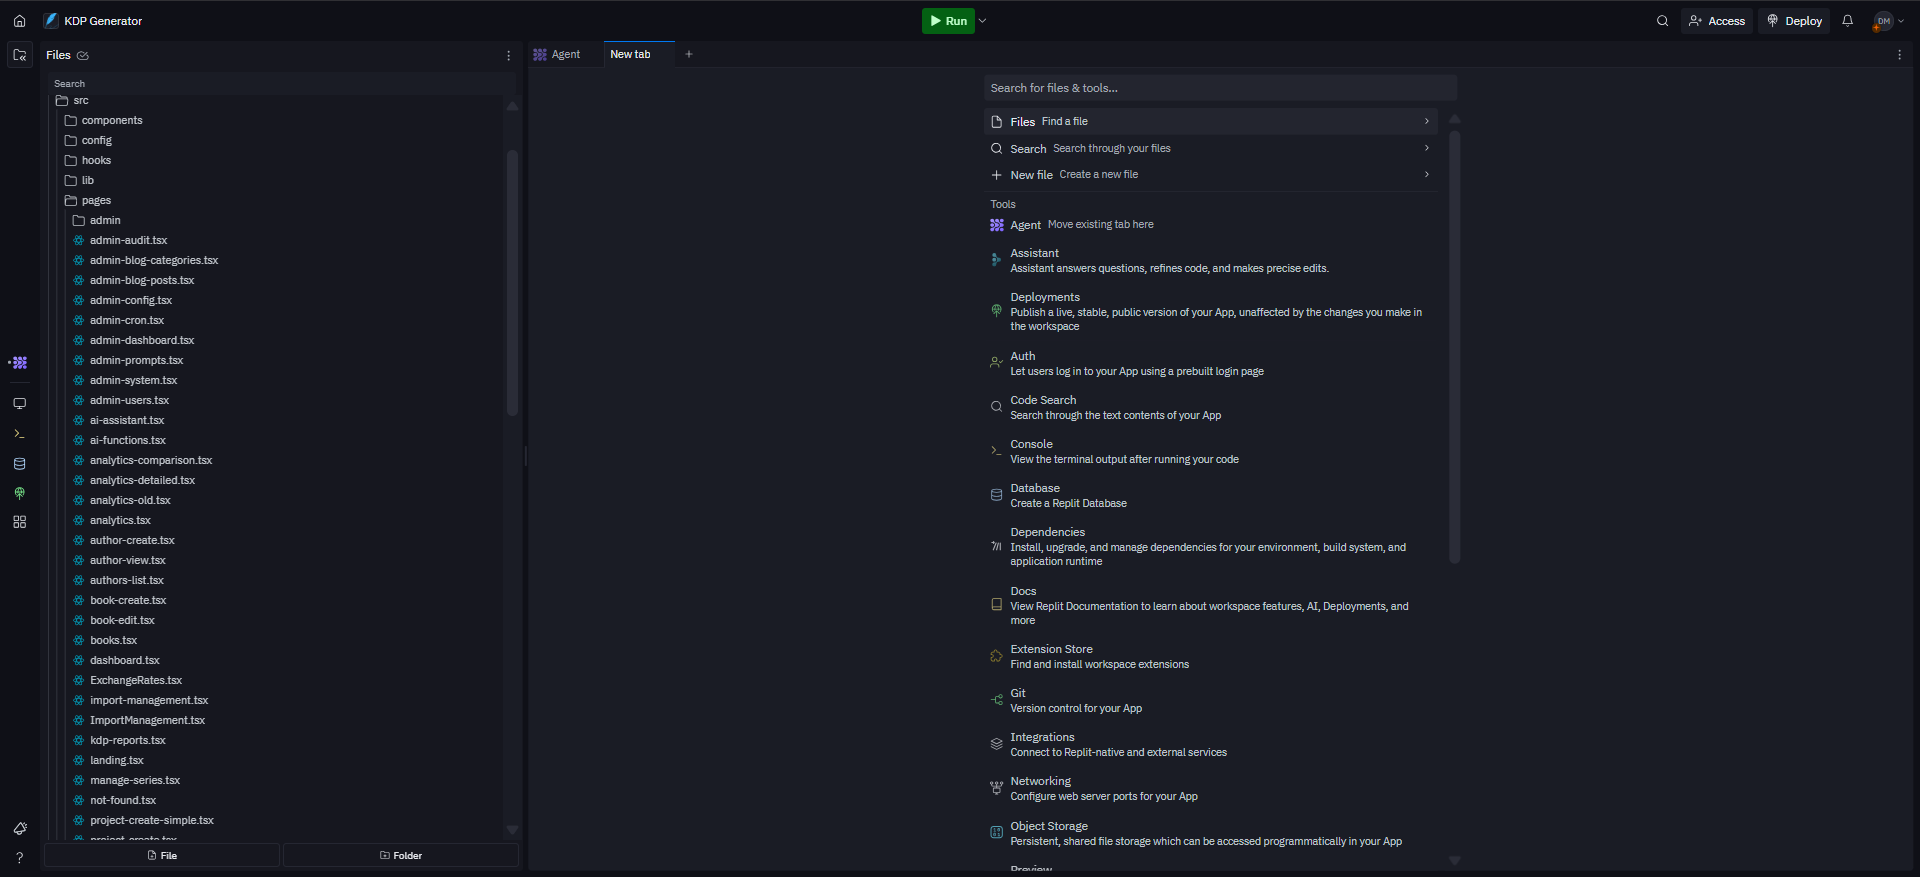 KDP Generator
Run
Access
Deploy
DM
Files
Agent
New tab
Search
src
components
config
hooks
lib
pages
admin
admin-audit.tsx
admin-blog-categories.tsx
admin-blog-posts.tsx
admin-config.tsx
admin-cron.tsx
admin-dashboard.tsx
admin-prompts.tsx
admin-system.tsx
admin-users.tsx
ai-assistant.tsx
ai-functions.tsx
analytics-comparison.tsx
analytics-detailed.tsx
analytics-old.tsx
analytics.tsx
author-create.tsx
author-view.tsx
authors-list.tsx
book-create.tsx
book-edit.tsx
books.tsx
dashboard.tsx
ExchangeRates.tsx
import-management.tsx
ImportManagement.tsx
kdp-reports.tsx
landing.tsx
manage-series.tsx
not-found.tsx
project-create-simple.tsx
project-create.tsx
File
Folder
Search for files & tools...
Files Find a file
Search Search through your files
New file Create a new file
Tools
Agent Move existing tab here
Assistant
Assistant answers questions, refines code, and makes precise edits.
Deployments
Publish a live, stable, public version of your App, unaffected by the changes you make in
the workspace
Auth
Let users log in to your App using a prebuilt login page
Code Search
Search through the text contents of your App
Console
View the terminal output after running your code
Database
Create a Replit Database
Dependencies
Install, upgrade, and manage dependencies for your environment, build system, and
application runtime
Docs
View Replit Documentation to learn about workspace features, AI, Deployments, and
more
Extension Store
Find and install workspace extensions
Git
Version control for your App
Integrations
Connect to Replit-native and external services
Networking
Configure web server ports for your App
Object Storage
Persistent, shared file storage which can be accessed programmatically in your App
Preview